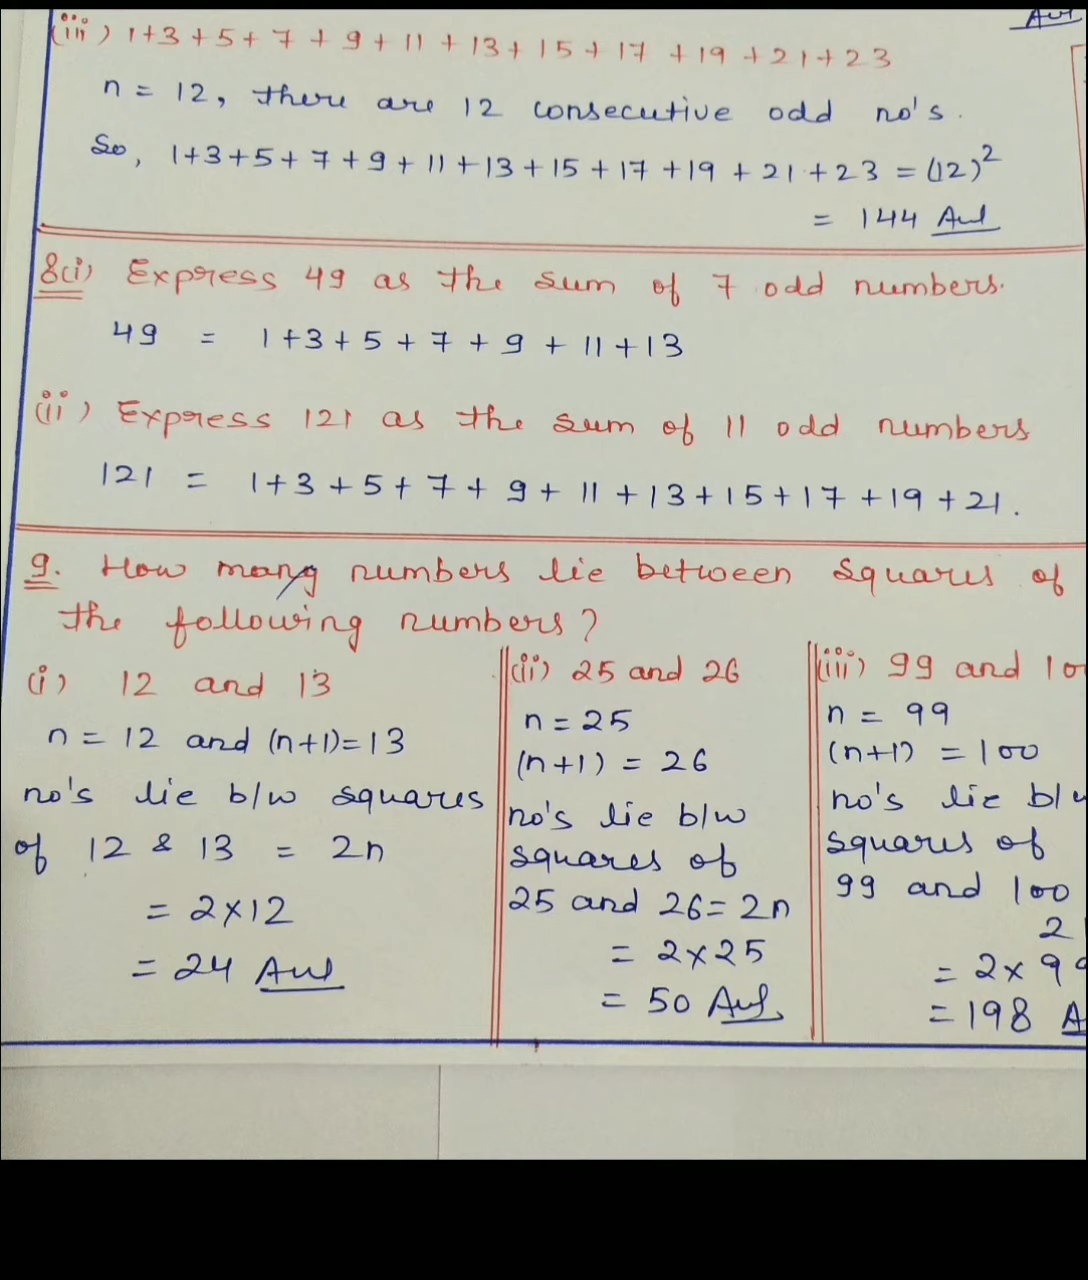 Ans
(iii) 1+3+5+7+9+11+13+15+17+19+21+23
n = 12, there are 12 consecutive odd no's.
So, 1+3+5+7+9+11+13+15+17+19+21+23 = (12)²
= 144 Ans
8(i) Express 49 as the sum of 7 odd numbers.
49 = 1+3+5+7+9+11+13
(ii) Express 121 as the sum of 11 odd numbers
121 = 1+3+5+7+9+11+13+15+17+19+21.
9. How many numbers lie between squares of
the following numbers?
(i) 12 and 13
n = 12 and (n+1)=13
no's lie b/w squares
of 12 & 13 = 2n
= 2×12
= 24 Ans
(ii) 25 and 26
n = 25
(n+1) = 26
no's lie b/w
squares of
25 and 26 = 2n
= 2×25
= 50 Ans
(iii) 99 and 10
n = 99
(n+1) = 100
no's lie b/w
squares of
99 and 100
2
= 2×99
= 198 A